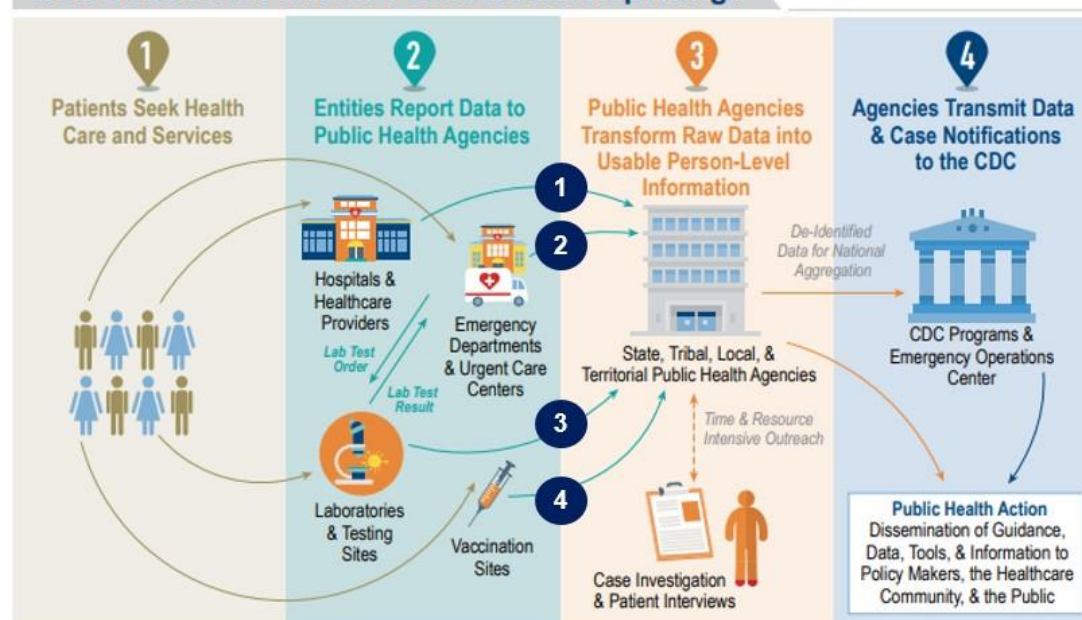 1
Patients Seek Health
Care and Services
2
Entities Report Data to
Public Health Agencies
Hospitals &
Healthcare
Providers
Emergency
Departments
& Urgent Care
Centers
Lab Test
Order
Lab Test
Result
Laboratories
& Testing
Sites
Vaccination
Sites
1
2
3
4
3
Public Health Agencies
Transform Raw Data into
Usable Person-Level
Information
State, Tribal, Local, &
Territorial Public Health Agencies
Time & Resource
Intensive Outreach
Case Investigation
& Patient Interviews
De-Identified
Data for National
Aggregation
4
Agencies Transmit Data
& Case Notifications
to the CDC
CDC Programs &
Emergency Operations
Center
Public Health Action
Dissemination of Guidance,
Data, Tools, & Information to
Policy Makers, the Healthcare
Community, & the Public